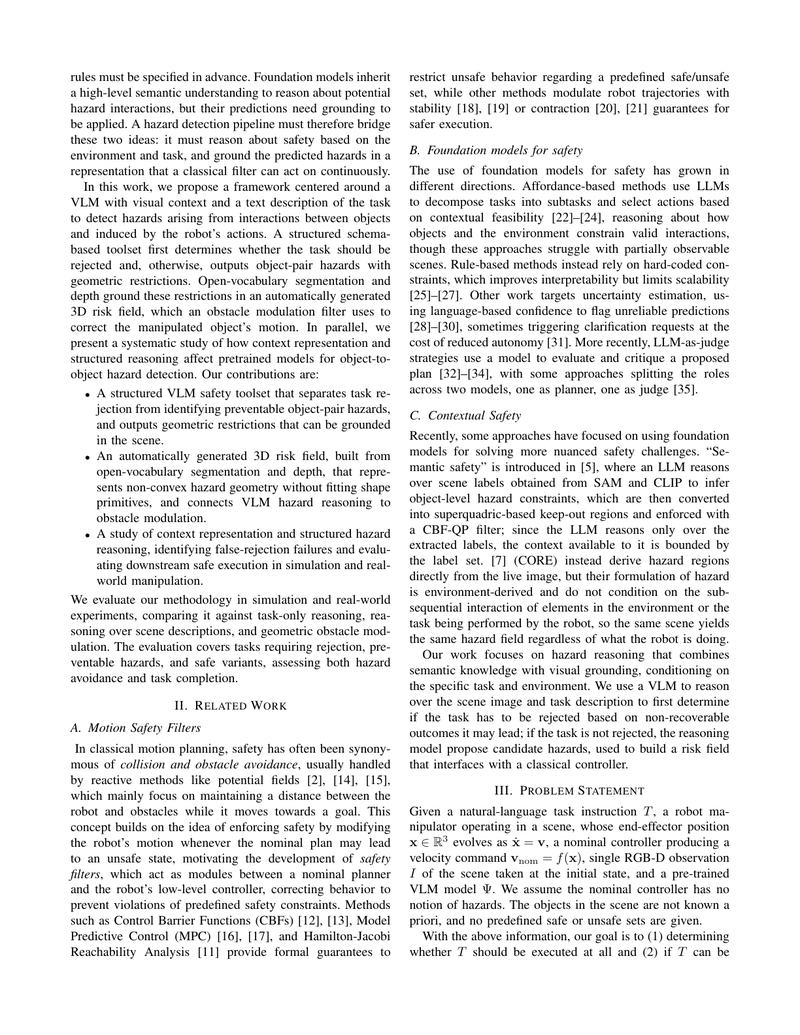 rules must be specified in advance. Foundation models inherit
a high-level semantic understanding to reason about potential
hazard interactions, but their predictions need grounding to
be applied. A hazard detection pipeline must therefore bridge
these two ideas: it must reason about safety based on the
environment and task, and ground the predicted hazards in a
representation that a classical filter can act on continuously.
In this work, we propose a framework centered around a
VLM with visual context and a text description of the task
to detect hazards arising from interactions between objects
and induced by the robot's actions. A structured schema-
based toolset first determines whether the task should be
rejected and, otherwise, outputs object-pair hazards with
geometric restrictions. Open-vocabulary segmentation and
depth ground these restrictions in an automatically generated
3D risk field, which an obstacle modulation filter uses to
correct the manipulated object's motion. In parallel, we
present a systematic study of how context representation and
structured reasoning affect pretrained models for object-to-
object hazard detection. Our contributions are:
• A structured VLM safety toolset that separates task re-
jection from identifying preventable object-pair hazards,
and outputs geometric restrictions that can be grounded
in the scene.
• An automatically generated 3D risk field, built from
open-vocabulary segmentation and depth, that repre-
sents non-convex hazard geometry without fitting shape
primitives, and connects VLM hazard reasoning to
obstacle modulation.
• A study of context representation and structured hazard
reasoning, identifying false-rejection failures and evalu-
ating downstream safe execution in simulation and real-
world manipulation.
We evaluate our methodology in simulation and real-world
experiments, comparing it against task-only reasoning, rea-
soning over scene descriptions, and geometric obstacle mod-
ulation. The evaluation covers tasks requiring rejection, pre-
ventable hazards, and safe variants, assessing both hazard
avoidance and task completion.
II. RELATED WORK
A. Motion Safety Filters
In classical motion planning, safety has often been synony-
mous of collision and obstacle avoidance, usually handled
by reactive methods like potential fields [2], [14], [15],
which mainly focus on maintaining a distance between the
robot and obstacles while it moves towards a goal. This
concept builds on the idea of enforcing safety by modifying
the robot's motion whenever the nominal plan may lead
to an unsafe state, motivating the development of safety
filters, which act as modules between a nominal planner
and the robot's low-level controller, correcting behavior to
prevent violations of predefined safety constraints. Methods
such as Control Barrier Functions (CBFs) [12], [13], Model
Predictive Control (MPC) [16], [17], and Hamilton-Jacobi
Reachability Analysis [11] provide formal guarantees to
restrict unsafe behavior regarding a predefined safe/unsafe
set, while other methods modulate robot trajectories with
stability [18], [19] or contraction [20], [21] guarantees for
safer execution.
B. Foundation models for safety
The use of foundation models for safety has grown in
different directions. Affordance-based methods use LLMs
to decompose tasks into subtasks and select actions based
on contextual feasibility [22]–[24], reasoning about how
objects and the environment constrain valid interactions,
though these approaches struggle with partially observable
scenes. Rule-based methods instead rely on hard-coded con-
straints, which improves interpretability but limits scalability
[25]–[27]. Other work targets uncertainty estimation, us-
ing language-based confidence to flag unreliable predictions
[28]–[30], sometimes triggering clarification requests at the
cost of reduced autonomy [31]. More recently, LLM-as-judge
strategies use a model to evaluate and critique a proposed
plan [32]–[34], with some approaches splitting the roles
across two models, one as planner, one as judge [35].
C. Contextual Safety
Recently, some approaches have focused on using foundation
models for solving more nuanced safety challenges. “Se-
mantic safety” is introduced in [5], where an LLM reasons
over scene labels obtained from SAM and CLIP to infer
object-level hazard constraints, which are then converted
into superquadric-based keep-out regions and enforced with
a CBF-QP filter; since the LLM reasons only over the
extracted labels, the context available to it is bounded by
the label set. [7] (CORE) instead derive hazard regions
directly from the live image, but their formulation of hazard
is environment-derived and do not condition on the sub-
sequential interaction of elements in the environment or the
task being performed by the robot, so the same scene yields
the same hazard field regardless of what the robot is doing.
Our work focuses on hazard reasoning that combines
semantic knowledge with visual grounding, conditioning on
the specific task and environment. We use a VLM to reason
over the scene image and task description to first determine
if the task has to be rejected based on non-recoverable
outcomes it may lead; if the task is not rejected, the reasoning
model propose candidate hazards, used to build a risk field
that interfaces with a classical controller.
III. PROBLEM STATEMENT
Given a natural-language task instruction T, a robot ma-
nipulator operating in a scene, whose end-effector position
x ∈ ℝ³ evolves as ẋ = v, a nominal controller producing a
velocity command v_nom = f(x), single RGB-D observation
I of the scene taken at the initial state, and a pre-trained
VLM model Ψ. We assume the nominal controller has no
notion of hazards. The objects in the scene are not known a
priori, and no predefined safe or unsafe sets are given.
With the above information, our goal is to (1) determining
whether T should be executed at all and (2) if T can be